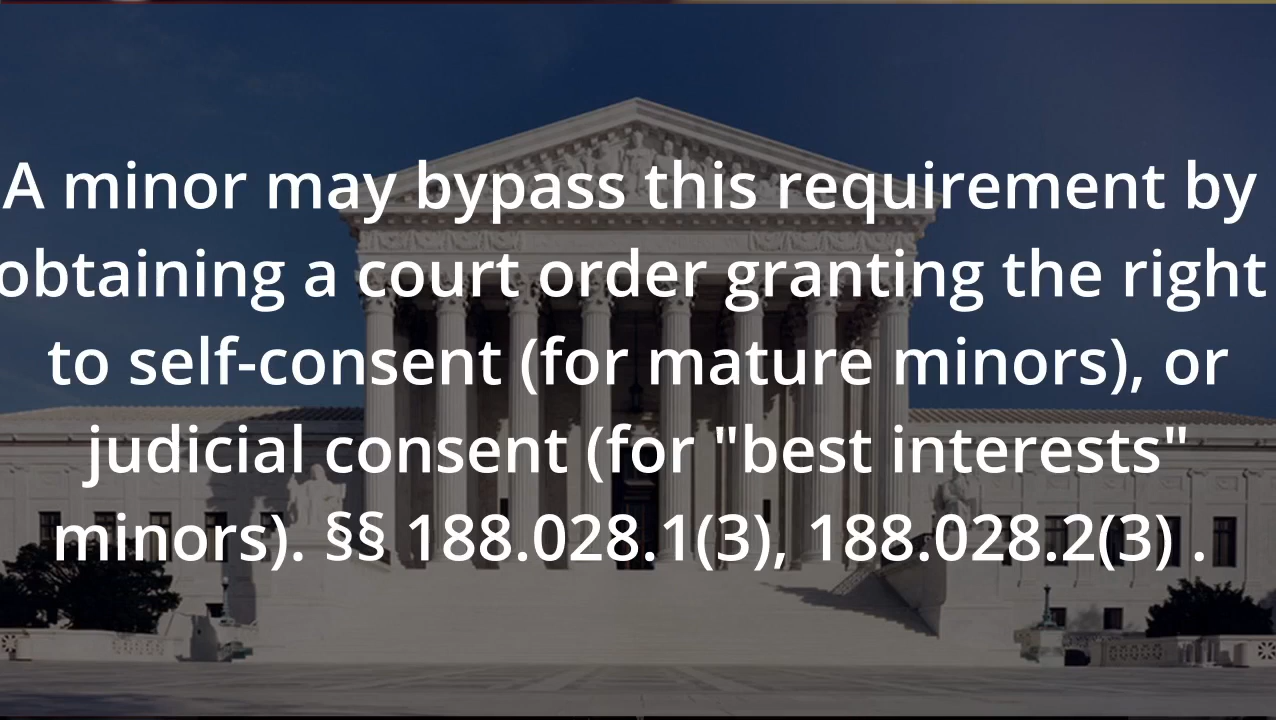 A minor may bypass this requirement by
obtaining a court order granting the right
to self-consent (for mature minors), or
judicial consent (for "best interests"
minors). §§ 188.028.1(3), 188.028.2(3) .